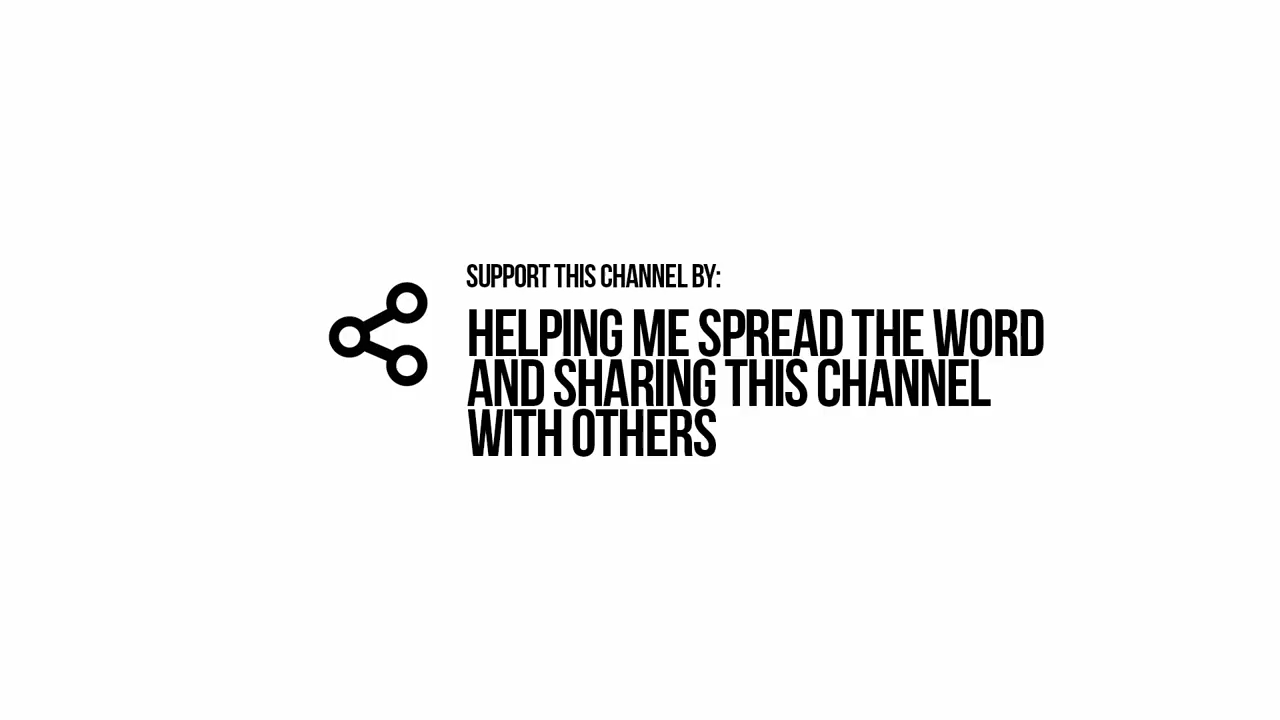 SUPPORT THIS CHANNEL BY:
HELPING ME SPREAD THE WORD
AND SHARING THIS CHANNEL
WITH OTHERS